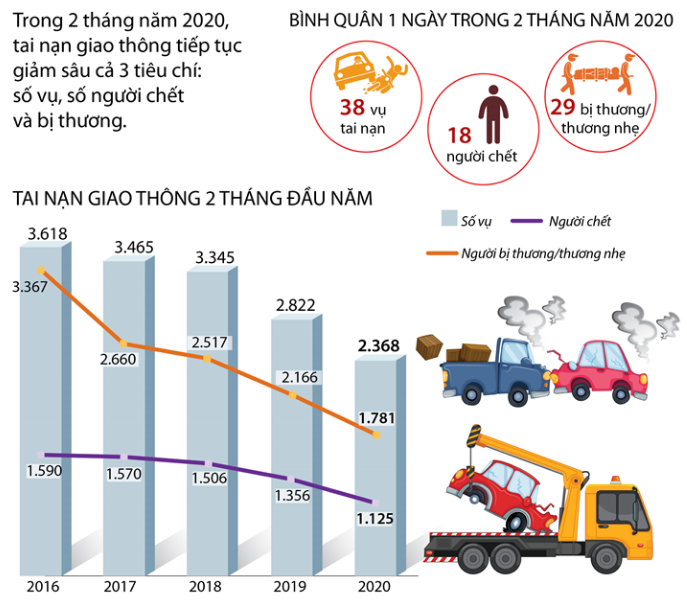 Trong 2 tháng năm 2020,
tai nạn giao thông tiếp tục
giảm sâu cả 3 tiêu chí:
số vụ, số người chết
và bị thương.
BÌNH QUÂN 1 NGÀY TRONG 2 THÁNG NĂM 2020
38 vụ
tai nạn
18
người chết
29 bị thương/
thương nhẹ
TAI NẠN GIAO THÔNG 2 THÁNG ĐẦU NĂM
Số vụ
Người chết
Người bị thương/thương nhẹ
3.618
3.465
3.345
2.822
2.368
3.367
2.660
2.517
2.166
1.781
1.590
1.570
1.506
1.356
1.125
2016
2017
2018
2019
2020